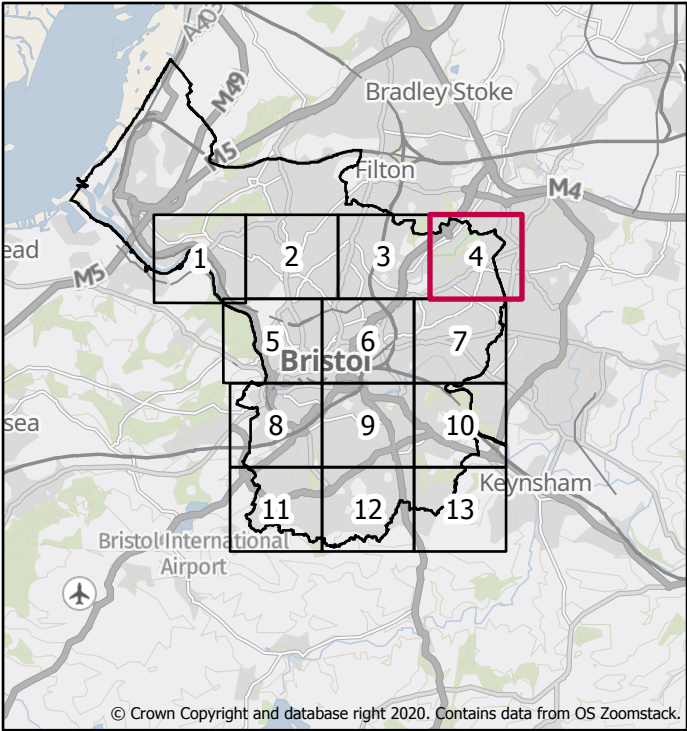 A403
M49
Bradley Stoke
M5
Filton
M4
ead
M5
1
2
3
4
5
6
7
Bristol
sea
8
9
10
Keynsham
11
12
13
Bristol International
Airport
© Crown Copyright and database right 2020. Contains data from OS Zoomstack.